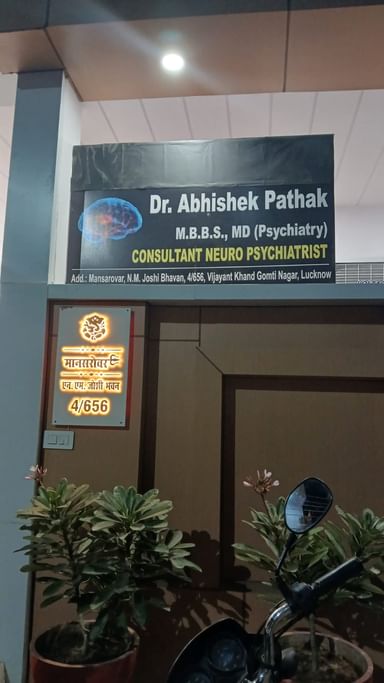 Dr. Abhishek Pathak
M.B.B.S., MD (Psychiatry)
CONSULTANT NEURO PSYCHIATRIST
Add.: Mansarovar, N.M. Joshi Bhavan, 4/656, Vijayant Khand Gomti Nagar, Lucknow
मानसरोवर
एन. एम. जोशी भवन
4/656